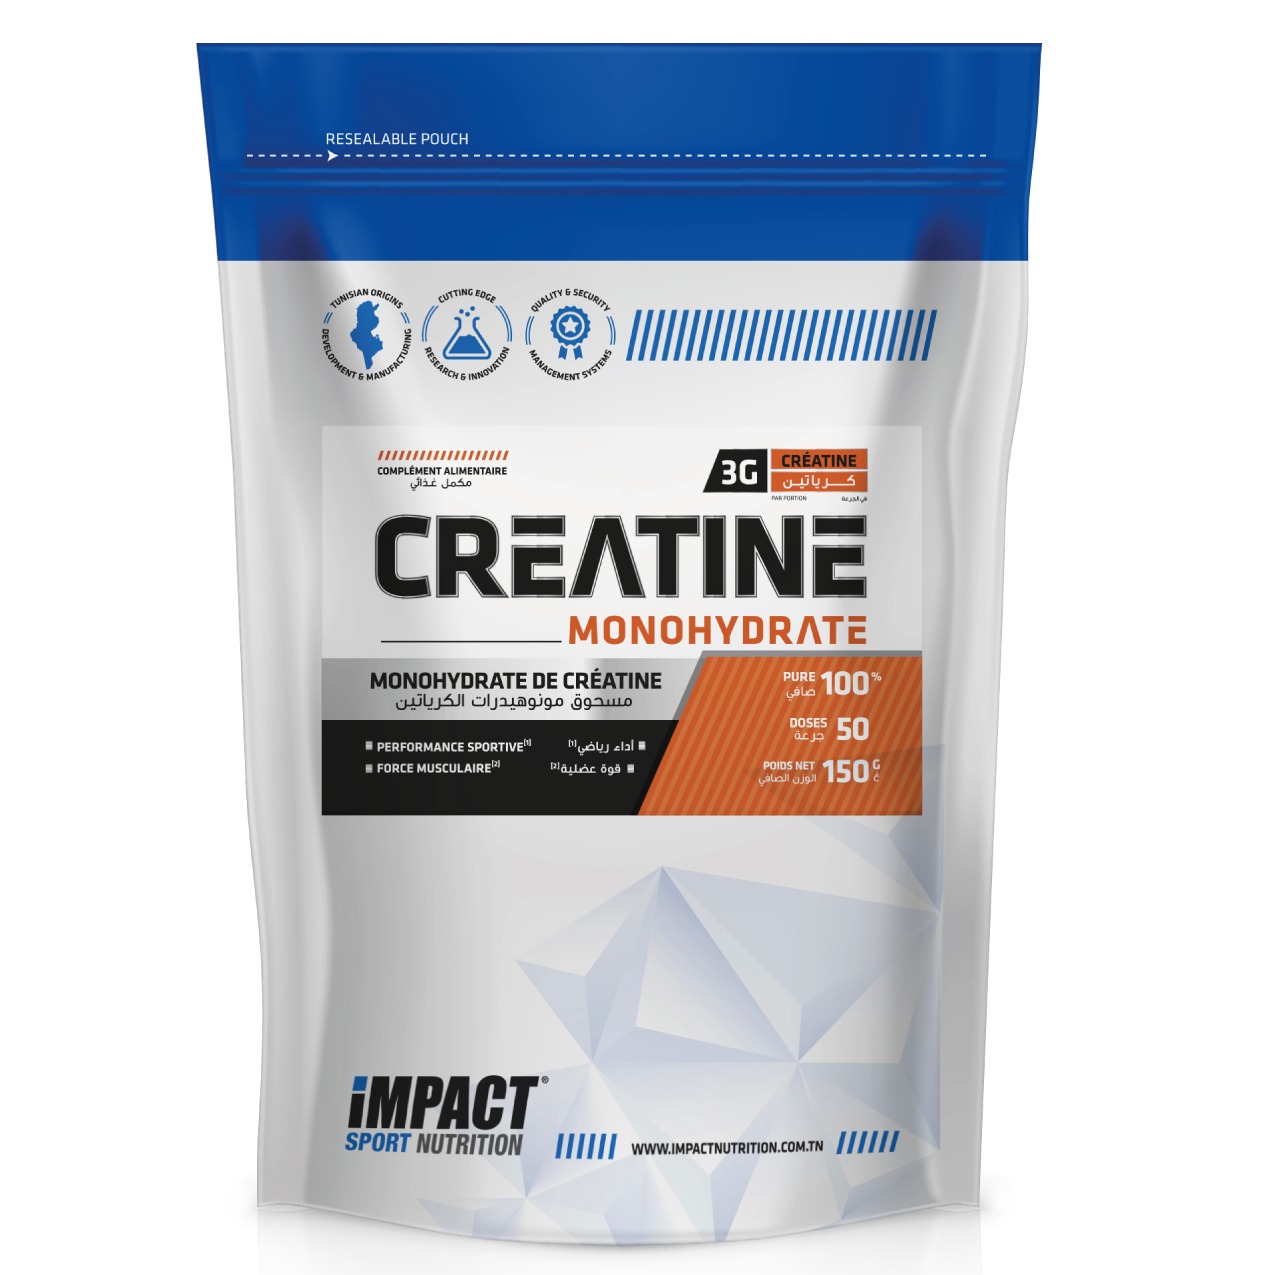 RESEALABLE POUCH
TUNISIAN ORIGINS
DEVELOPMENT & MANUFACTURING
CUTTING EDGE
RESEARCH & INNOVATION
QUALITY & SECURITY
MANAGEMENT SYSTEMS
COMPLÉMENT ALIMENTAIRE
مكمل غذائي
3G CRÉATINE
كـــرياتين
PAR PORTION في الجرعة
CREATINE
MONOHYDRATE
MONOHYDRATE DE CRÉATINE
مسحوق مونوهيدرات الكرياتين
PERFORMANCE SPORTIVE[1] أداء رياضي[1]
FORCE MUSCULAIRE[2] قوة عضلية[2]
PURE صافي 100%
DOSES جرعة 50
POIDS NET الوزن الصافي 150 G غ
iMPACT®
SPORT NUTRITION
WWW.IMPACTNUTRITION.COM.TN